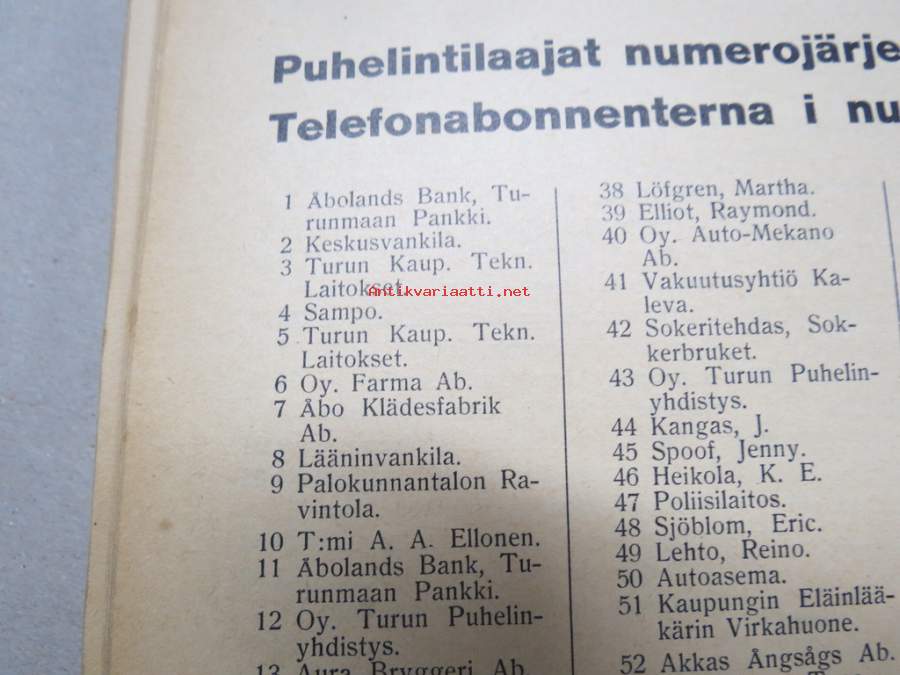 Puhelintilaajat numerojärje
Telefonabonnenterna i nu
1 Åbolands Bank, Tu-
runmaan Pankki.
2 Keskusvankila.
3 Turun Kaup. Tekn.
Laitokset.
Antikvariaatti.net
4 Sampo.
5 Turun Kaup. Tekn.
Laitokset.
6 Oy. Farma Ab.
7 Åbo Klädesfabrik
Ab.
8 Lääninvankila.
9 Palokunnantalon Ra-
vintola.
10 T:mi A. A. Ellonen.
11 Åbolands Bank, Tu-
runmaan Pankki.
12 Oy. Turun Puhelin-
yhdistys.
13 Aura Bryggeri Ab.
38 Löfgren, Martha.
39 Elliot, Raymond.
40 Oy. Auto-Mekano
Ab.
41 Vakuutusyhtiö Ka-
leva.
42 Sokeritehdas, Sok-
kerbruket.
43 Oy. Turun Puhelin-
yhdistys.
44 Kangas, J.
45 Spoof, Jenny.
46 Heikola, K. E.
47 Poliisilaitos.
48 Sjöblom, Eric.
49 Lehto, Reino.
50 Autoasema.
51 Kaupungin Eläinlää-
kärin Virkahuone.
52 Akkas Ångsågs Ab.